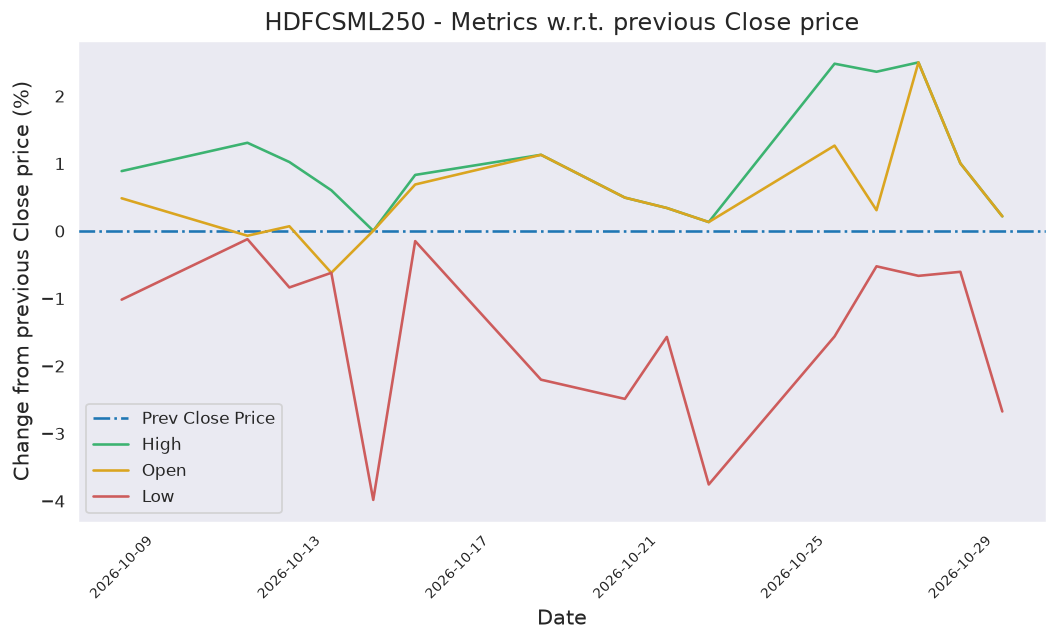 HDFCSML250 - Metrics w.r.t. previous Close price
Change from previous Close price (%)
2
1
0
−1
−2
−3
−4
Prev Close Price
High
Open
Low
2026-10-09
2026-10-13
2026-10-17
2026-10-21
2026-10-25
2026-10-29
Date